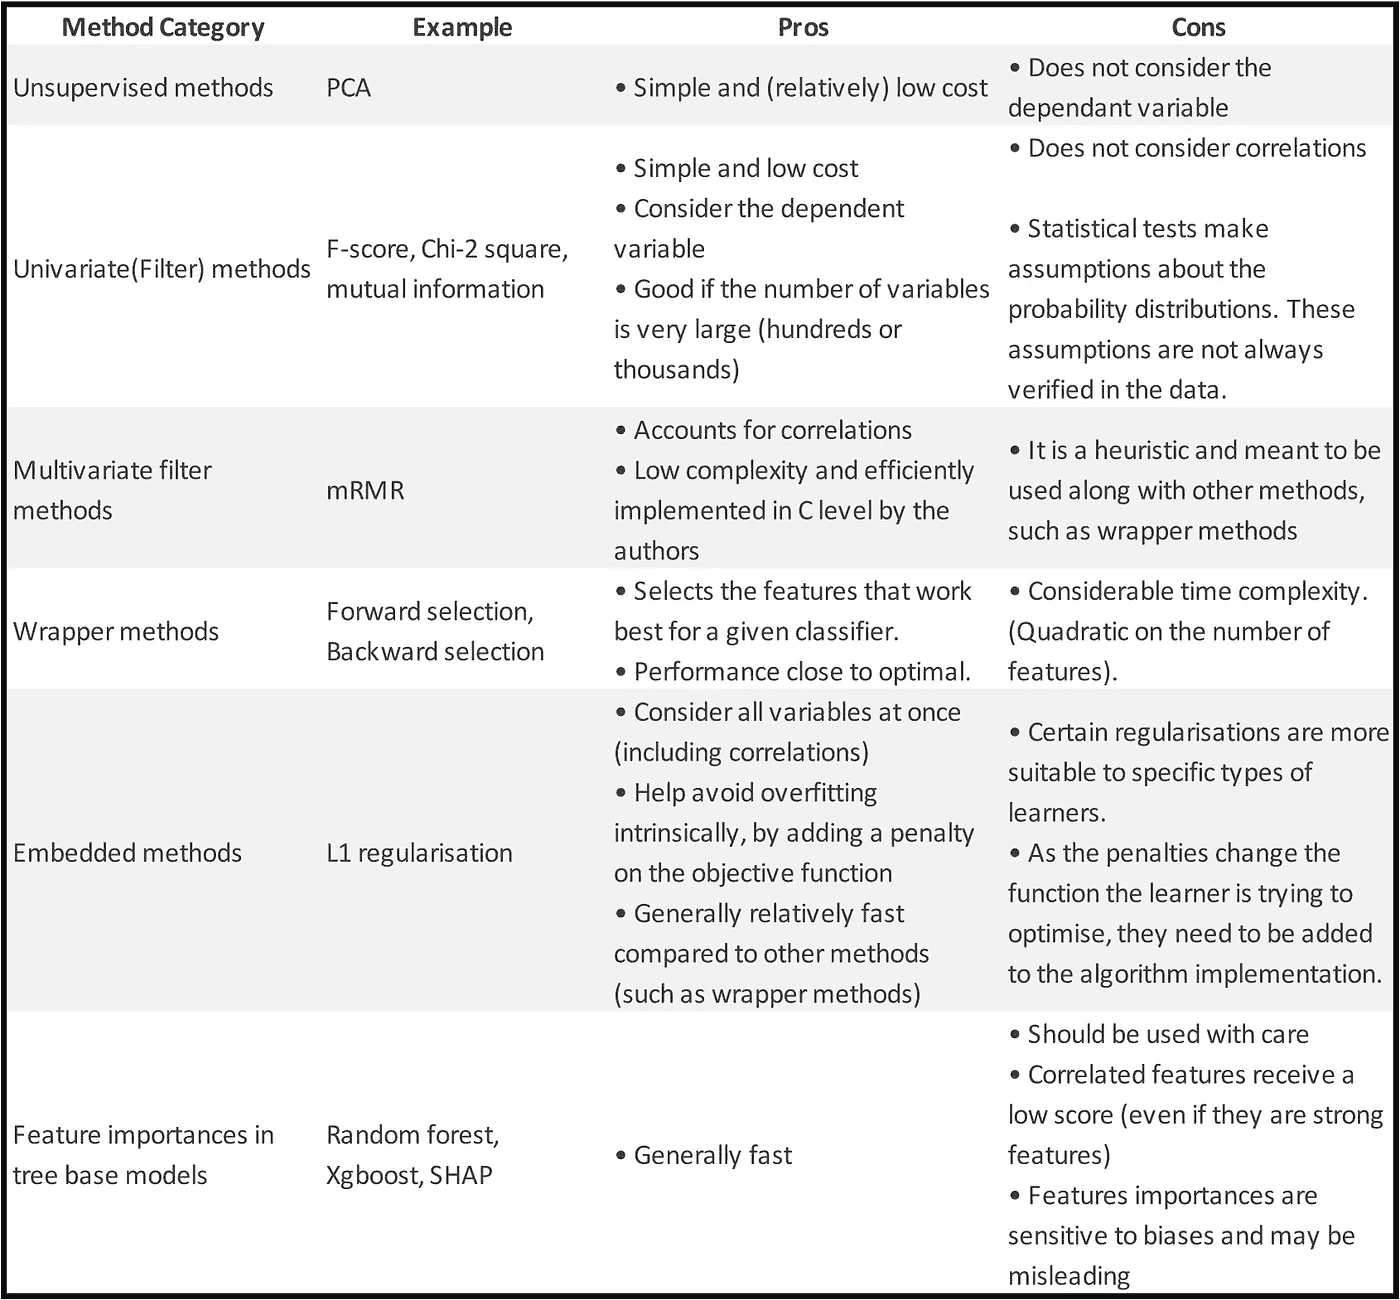 Method Category Example Pros Cons
Unsupervised methods
PCA
• Simple and (relatively) low cost
• Does not consider the
dependant variable
Univariate(Filter) methods
F-score, Chi-2 square,
mutual information
• Simple and low cost
• Consider the dependent
variable
• Good if the number of variables
is very large (hundreds or
thousands)
• Does not consider correlations
• Statistical tests make
assumptions about the
probability distributions. These
assumptions are not always
verified in the data.
Multivariate filter
methods
mRMR
• Accounts for correlations
• Low complexity and efficiently
implemented in C level by the
authors
• It is a heuristic and meant to be
used along with other methods,
such as wrapper methods
Wrapper methods
Forward selection,
Backward selection
• Selects the features that work
best for a given classifier.
• Performance close to optimal.
• Considerable time complexity.
(Quadratic on the number of
features).
Embedded methods
L1 regularisation
• Consider all variables at once
(including correlations)
• Help avoid overfitting
intrinsically, by adding a penalty
on the objective function
• Generally relatively fast
compared to other methods
(such as wrapper methods)
• Certain regularisations are more
suitable to specific types of
learners.
• As the penalties change the
function the learner is trying to
optimise, they need to be added
to the algorithm implementation.
Feature importances in
tree base models
Random forest,
Xgboost, SHAP
• Generally fast
• Should be used with care
• Correlated features receive a
low score (even if they are strong
features)
• Features importances are
sensitive to biases and may be
misleading